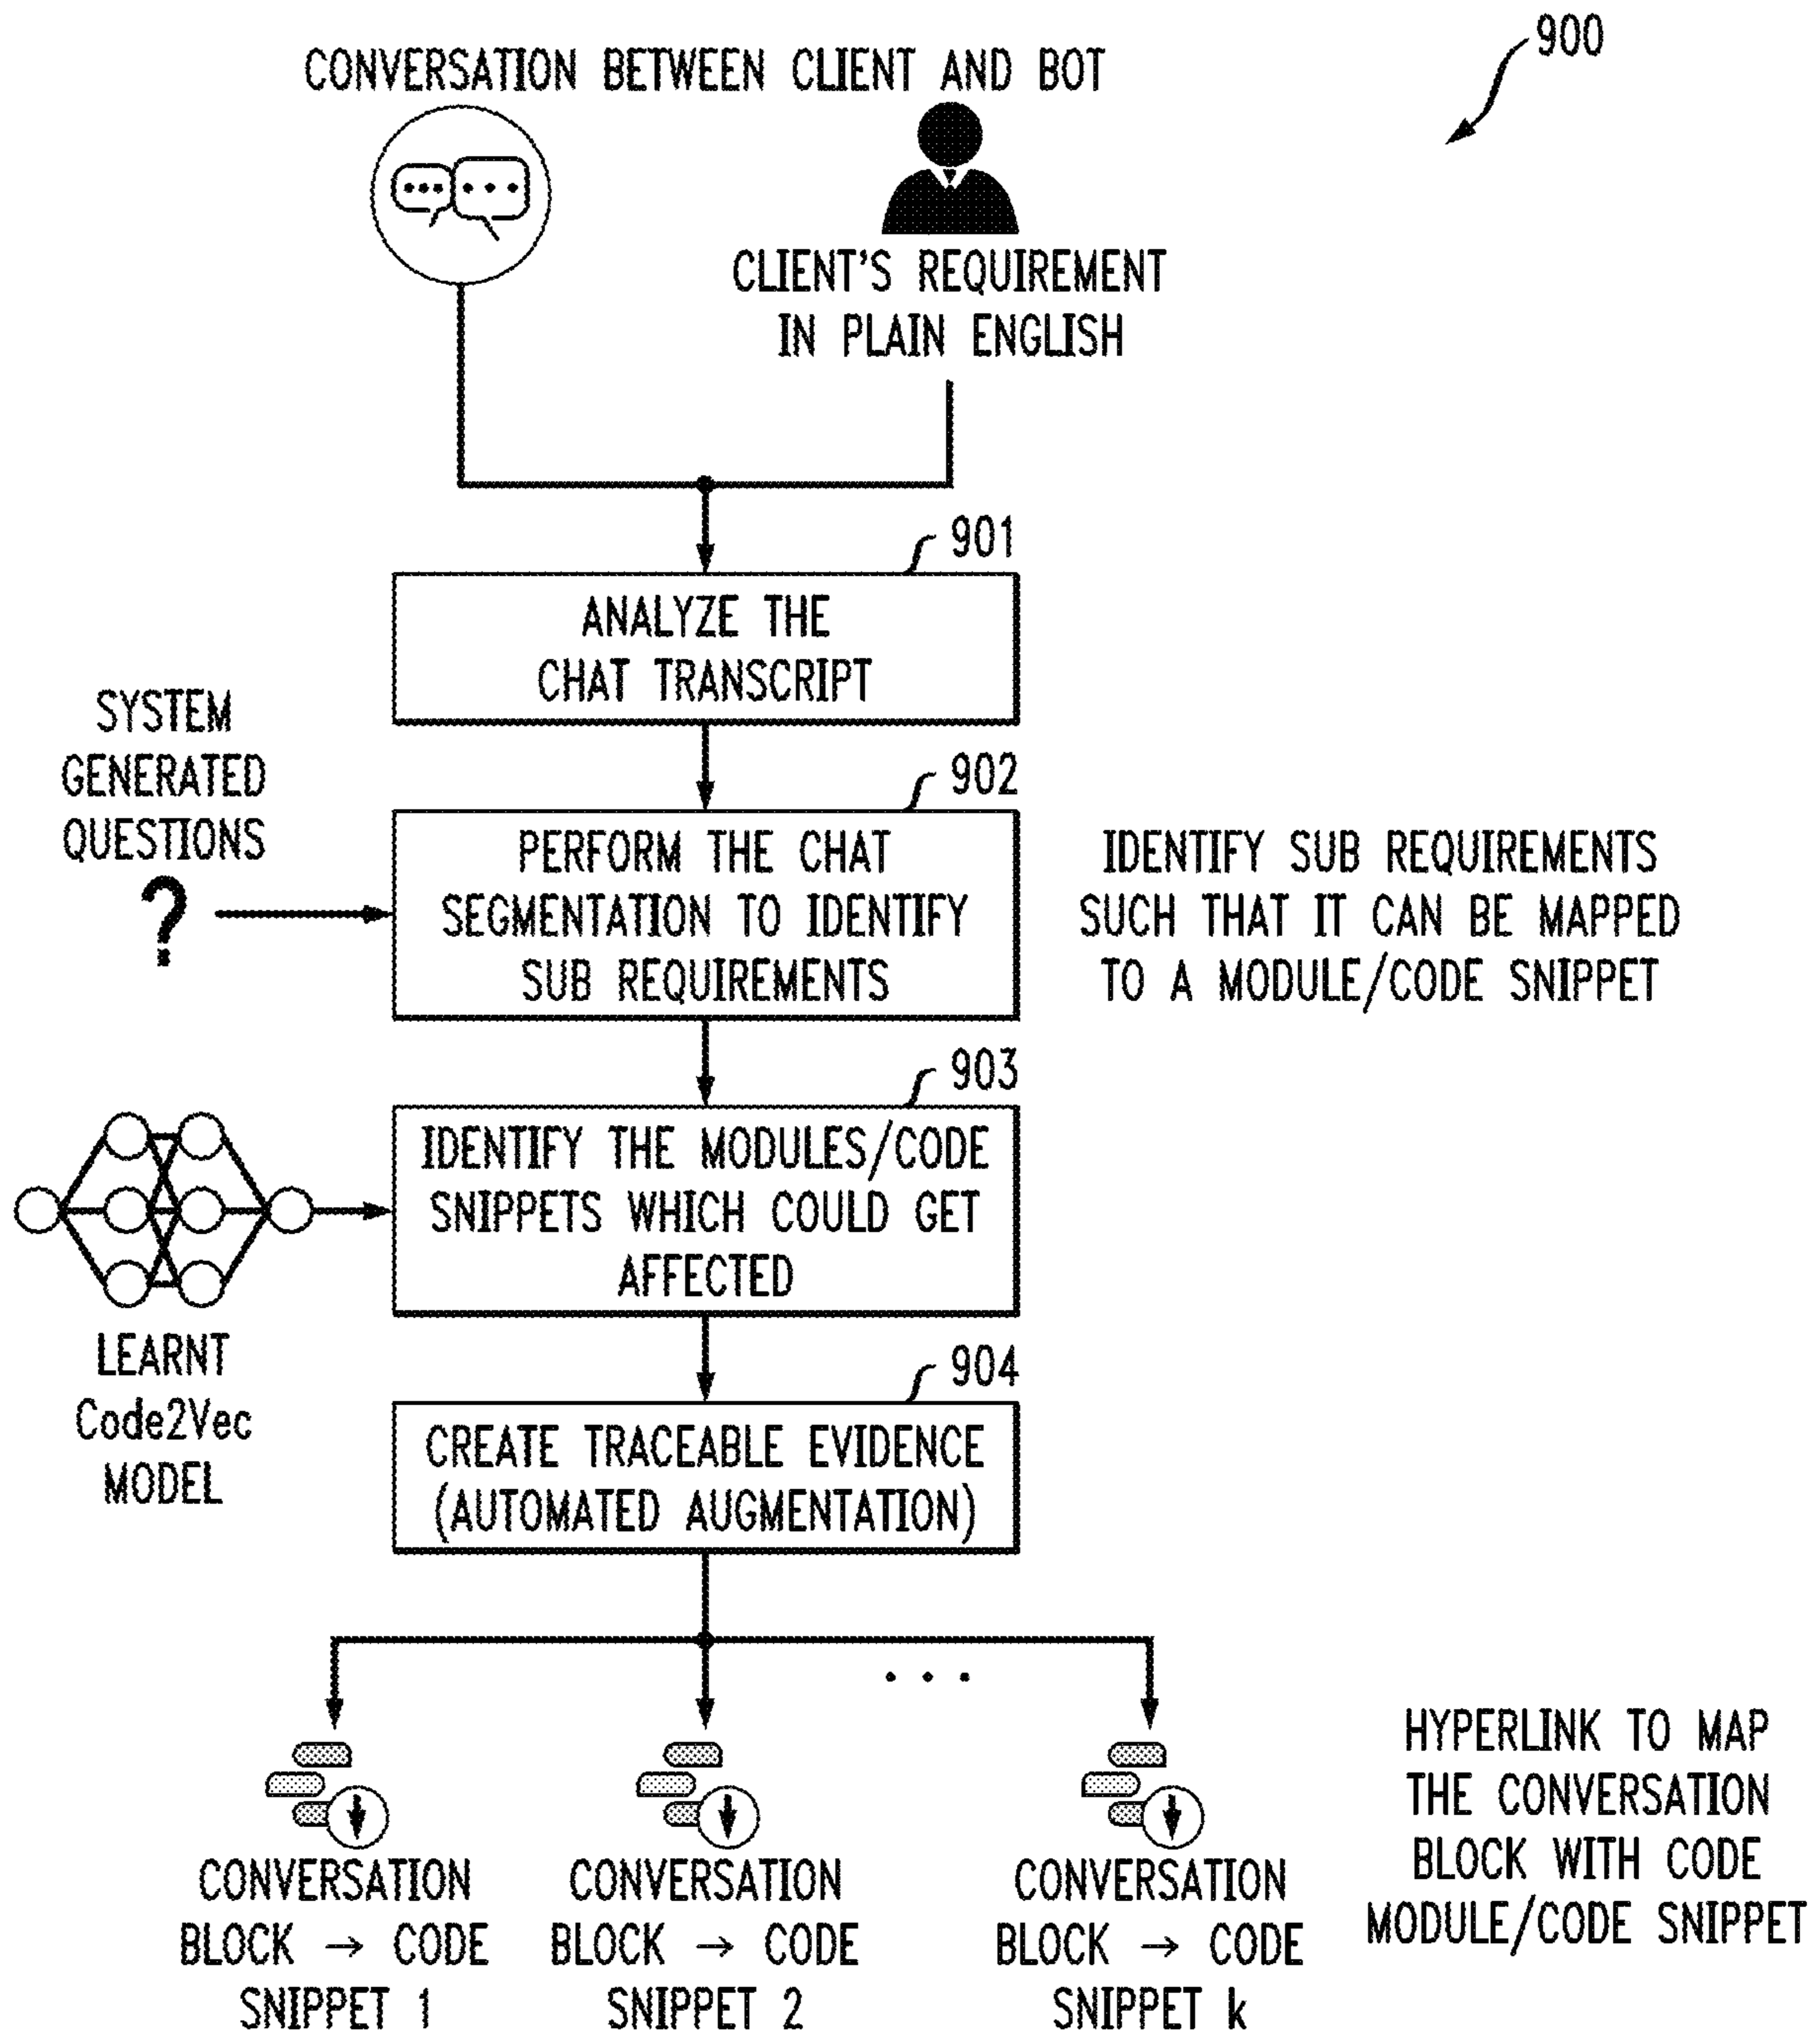 900
CONVERSATION BETWEEN CLIENT AND BOT
CLIENT'S REQUIREMENT
IN PLAIN ENGLISH
901
ANALYZE THE
CHAT TRANSCRIPT
SYSTEM
GENERATED
QUESTIONS
?
902
PERFORM THE CHAT
SEGMENTATION TO IDENTIFY
SUB REQUIREMENTS
IDENTIFY SUB REQUIREMENTS
SUCH THAT IT CAN BE MAPPED
TO A MODULE/CODE SNIPPET
903
IDENTIFY THE MODULES/CODE
SNIPPETS WHICH COULD GET
AFFECTED
LEARNT
Code2Vec
MODEL
904
CREATE TRACEABLE EVIDENCE
(AUTOMATED AUGMENTATION)
. . .
CONVERSATION
BLOCK → CODE
SNIPPET 1
CONVERSATION
BLOCK → CODE
SNIPPET 2
CONVERSATION
BLOCK → CODE
SNIPPET k
HYPERLINK TO MAP
THE CONVERSATION
BLOCK WITH CODE
MODULE/CODE SNIPPET